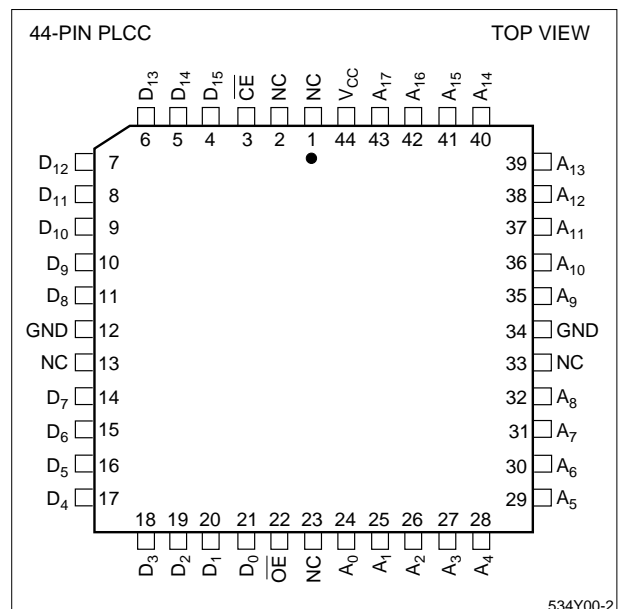 44-PIN PLCC TOP VIEW
D13 D14 D15 CE NC NC VCC A17 A16 A15 A14
6 5 4 3 2 1 44 43 42 41 40
D12 7 39 A13
D11 8 38 A12
D10 9 37 A11
D9 10 36 A10
D8 11 35 A9
GND 12 34 GND
NC 13 33 NC
D7 14 32 A8
D6 15 31 A7
D5 16 30 A6
D4 17 29 A5
18 19 20 21 22 23 24 25 26 27 28
D3 D2 D1 D0 OE NC A0 A1 A2 A3 A4
534Y00-2